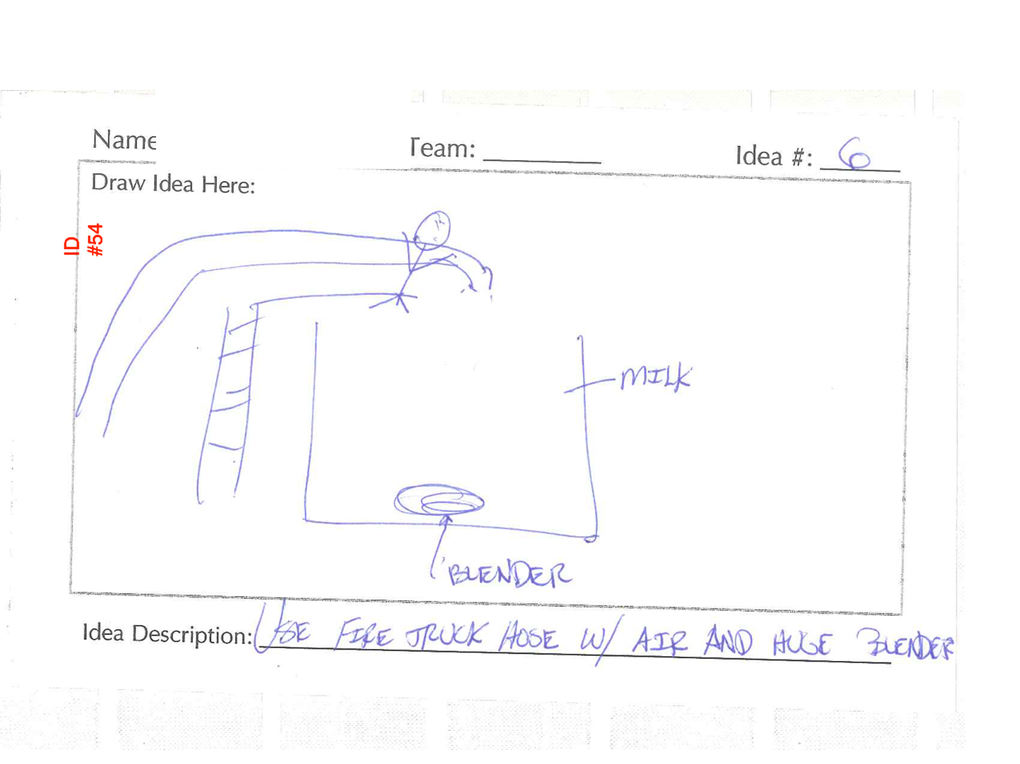 Name
Team:
Idea #: 6
Draw Idea Here:
ID
#54
MILK
BLENDER
Idea Description: USE FIRE TRUCK HOSE W/ AIR AND HUGE BLENDER